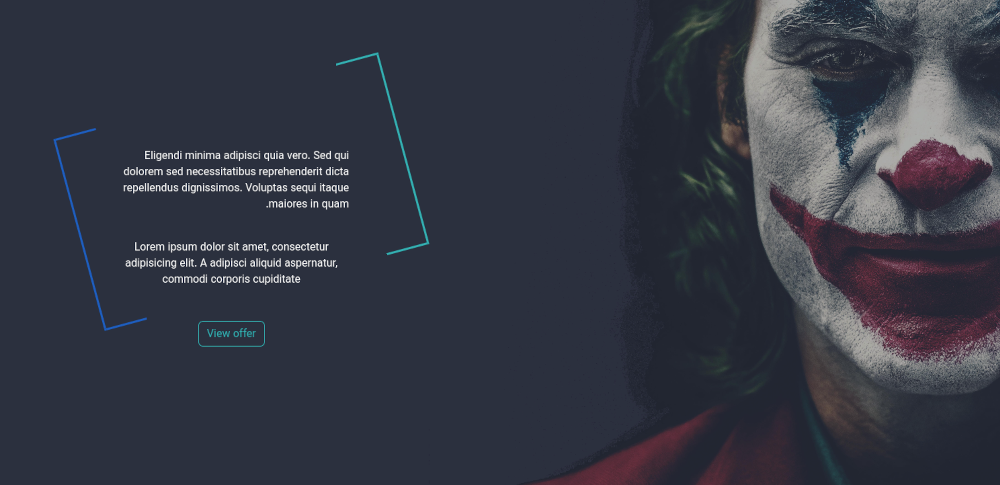 Eligendi minima adipisci quia vero. Sed qui
dolorem sed necessitatibus reprehenderit dicta
repellendus dignissimos. Voluptas sequi itaque
.maiores in quam
Lorem ipsum dolor sit amet, consectetur
adipisicing elit. A adipisci aliquid aspernatur,
commodi corporis cupiditate
View offer